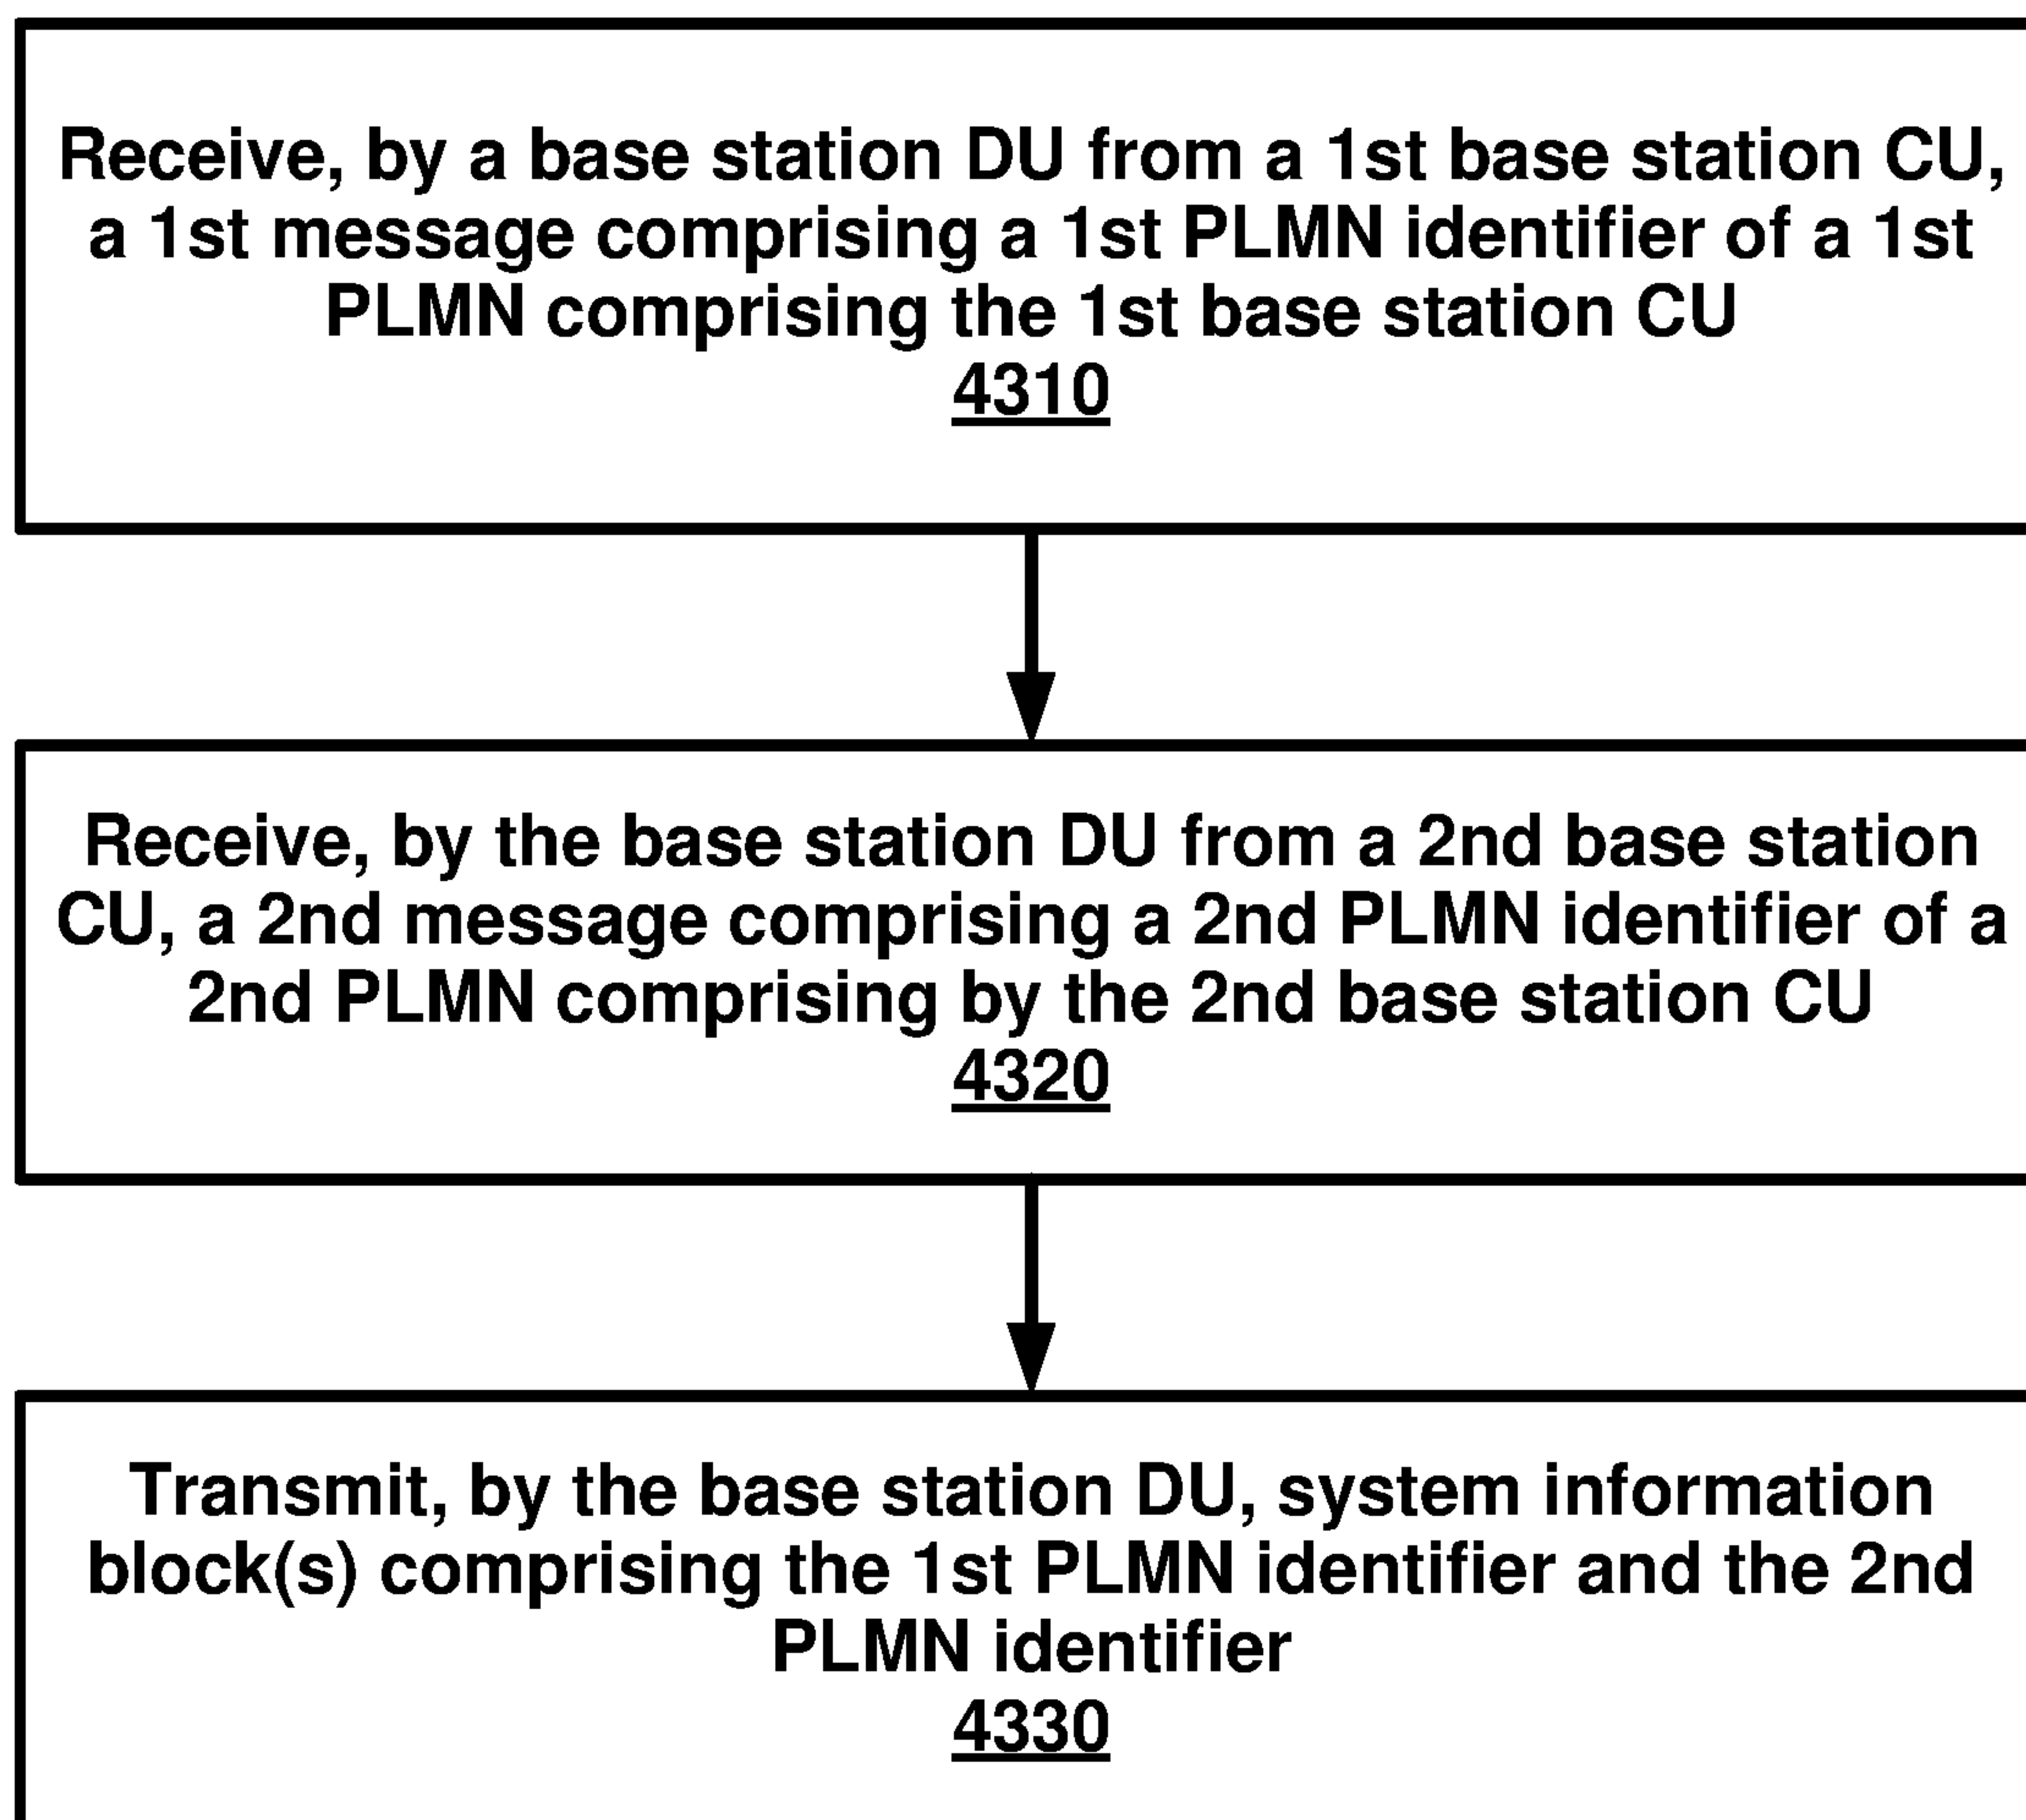 Receive, by a base station DU from a 1st base station CU,
a 1st message comprising a 1st PLMN identifier of a 1st
PLMN comprising the 1st base station CU
4310
Receive, by the base station DU from a 2nd base station
CU, a 2nd message comprising a 2nd PLMN identifier of a
2nd PLMN comprising by the 2nd base station CU
4320
Transmit, by the base station DU, system information
block(s) comprising the 1st PLMN identifier and the 2nd
PLMN identifier
4330